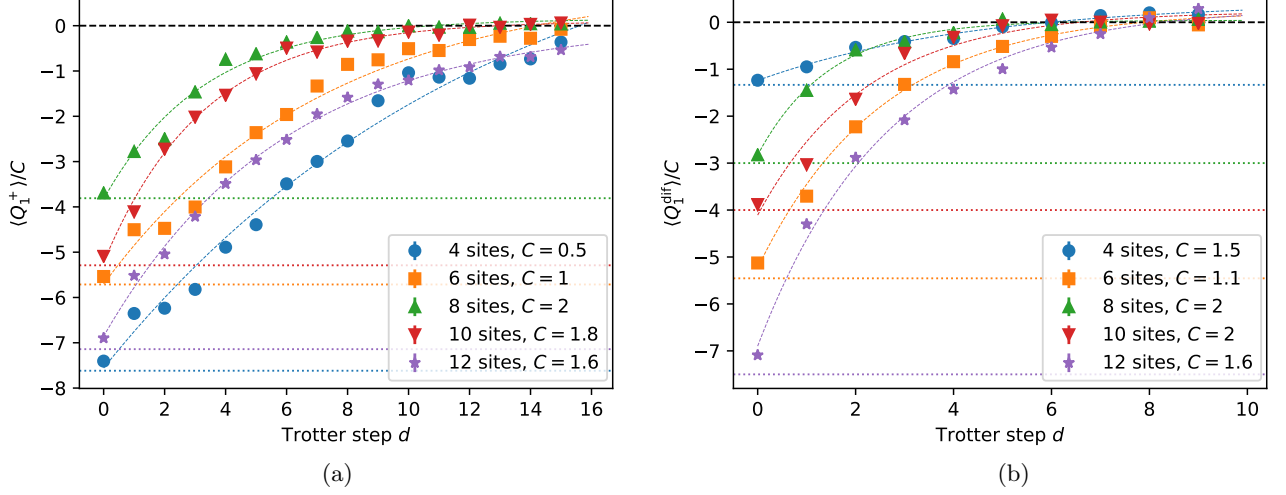 0
−1
−2
−3
−4
−5
−6
−7
−8
⟨Q₁⁺⟩/C
4 sites, C = 0.5
6 sites, C = 1
8 sites, C = 2
10 sites, C = 1.8
12 sites, C = 1.6
0 2 4 6 8 10 12 14 16
Trotter step d
(a)
0
−1
−2
−3
−4
−5
−6
−7
⟨Q₁ᵈⁱᶠ⟩/C
4 sites, C = 1.5
6 sites, C = 1.1
8 sites, C = 2
10 sites, C = 2
12 sites, C = 1.6
0 2 4 6 8 10
Trotter step d
(b)